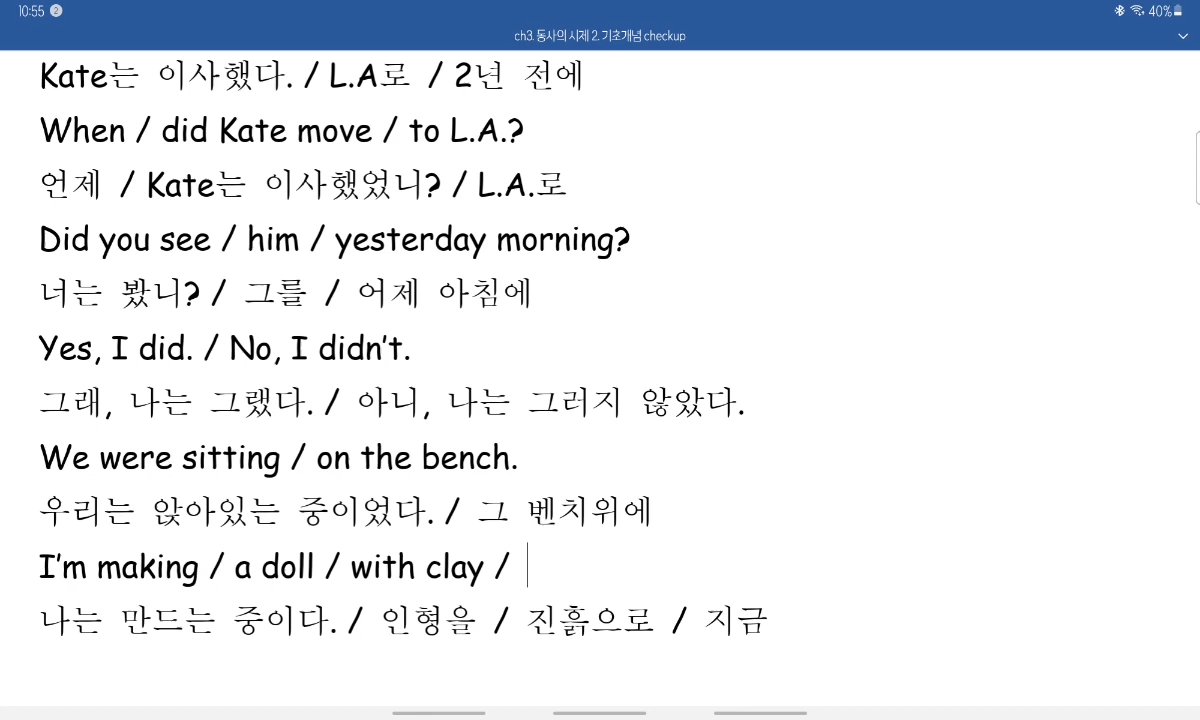 10:55 2 40%
ch3. 동사의 시제 2. 기초개념 checkup
Kate는 이사했다. / L.A로 / 2년 전에
When / did Kate move / to L.A.?
언제 / Kate는 이사했었니? / L.A.로
Did you see / him / yesterday morning?
너는 봤니? / 그를 / 어제 아침에
Yes, I did. / No, I didn't.
그래, 나는 그랬다. / 아니, 나는 그러지 않았다.
We were sitting / on the bench.
우리는 앉아있는 중이었다. / 그 벤치위에
I'm making / a doll / with clay /
나는 만드는 중이다. / 인형을 / 진흙으로 / 지금